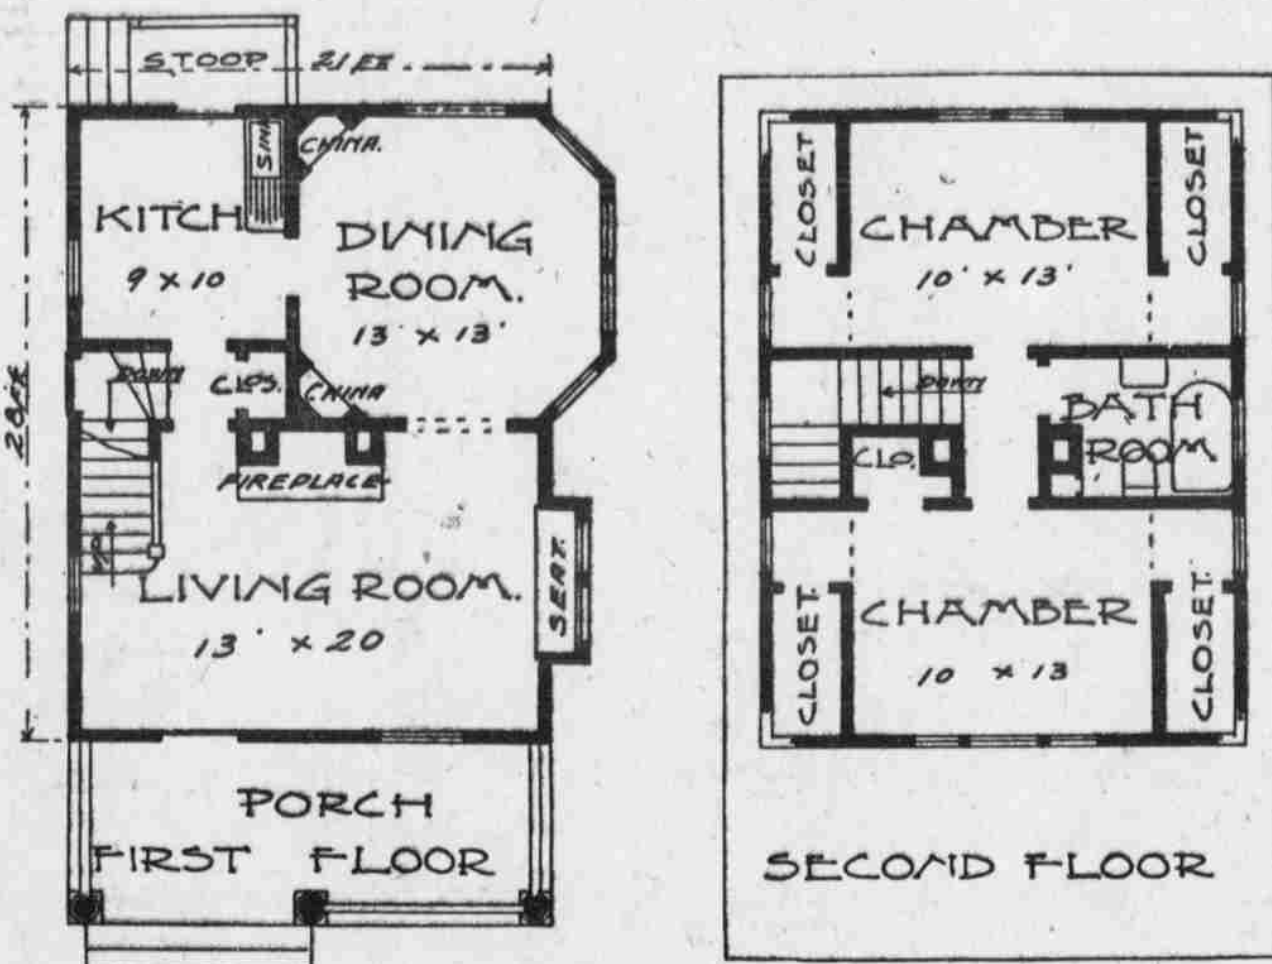 STOOP
21 FT.
SIN
CHINA.
KITCH
9 x 10
DINING
ROOM.
13' x 13'
28 FT
DOWN
CLOS.
CHINA
FIREPLACE
UP
LIVING ROOM.
13' x 20
SEAT.
PORCH
FIRST FLOOR
CLOSET
CHAMBER
10' x 13'
CLOSET
DOWN
CLO.
BATH
ROOM
CLOSET.
CHAMBER
10 x 13
CLOSET.
SECOND FLOOR